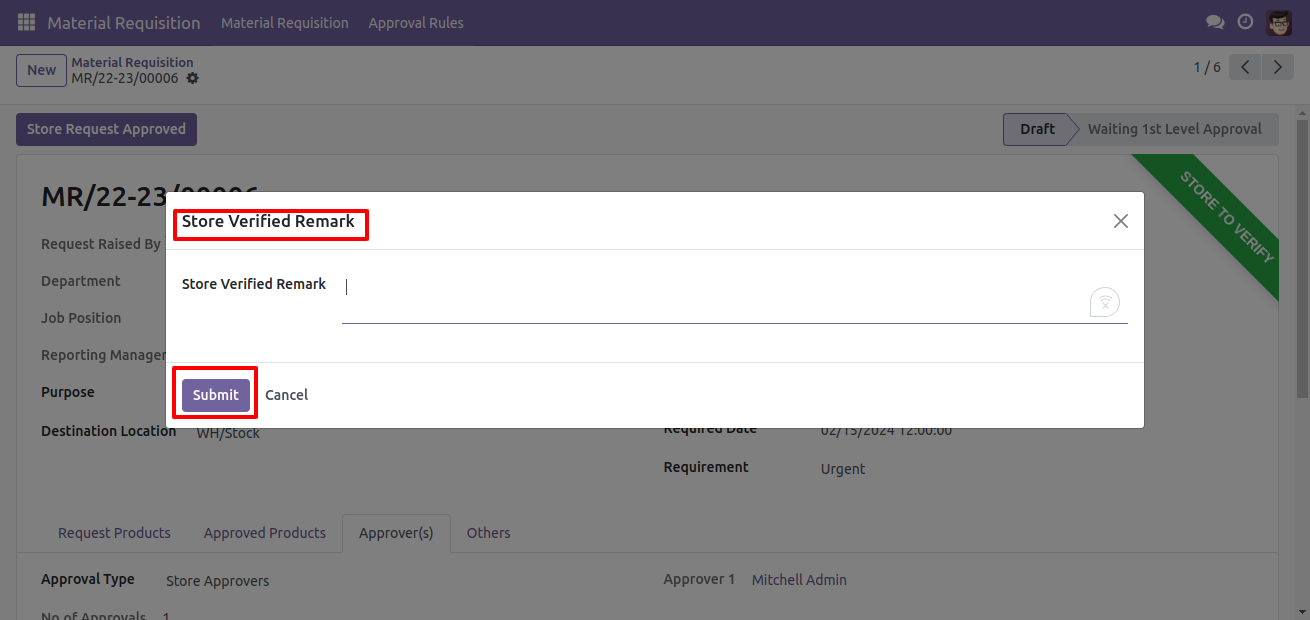 Material Requisition Material Requisition Approval Rules
New Material Requisition 1 / 6
MR/22-23/00006
Store Request Approved Draft Waiting 1st Level Approval
MR/22-23/00006
STORE TO VERIFY
Store Verified Remark
Request Raised By
Department
Store Verified Remark
Job Position
Reporting Manager
Purpose
Submit Cancel
Destination Location WH/Stock Required Date 02/15/2024 12:00:00
Requirement Urgent
Request Products Approved Products Approver(s) Others
Approval Type Store Approvers Approver 1 Mitchell Admin
No of Approvals 1